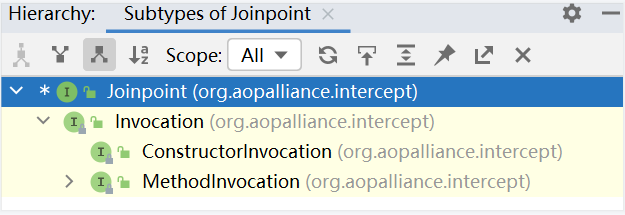 Hierarchy: Subtypes of Joinpoint
Scope: All
* Joinpoint (org.aopalliance.intercept)
Invocation (org.aopalliance.intercept)
ConstructorInvocation (org.aopalliance.intercept)
MethodInvocation (org.aopalliance.intercept)